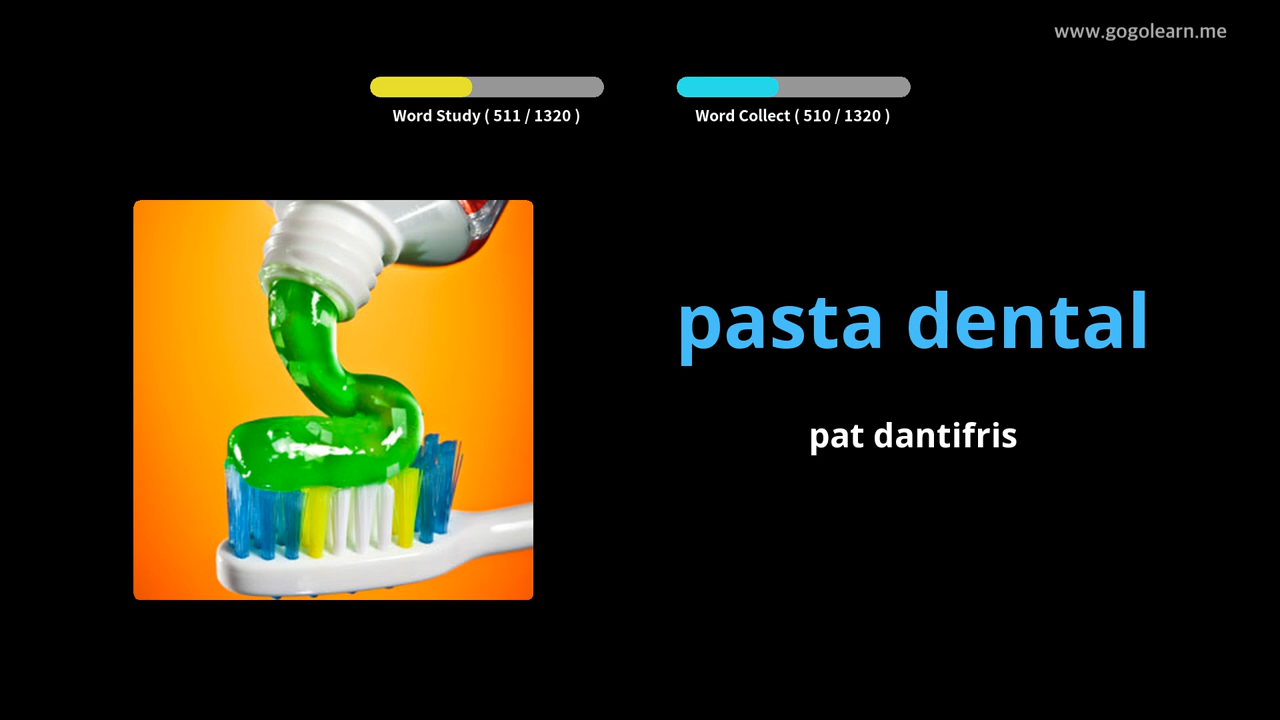 www.gogolearn.me
Word Study ( 511 / 1320 )
Word Collect ( 510 / 1320 )
pasta dental
pat dantifris